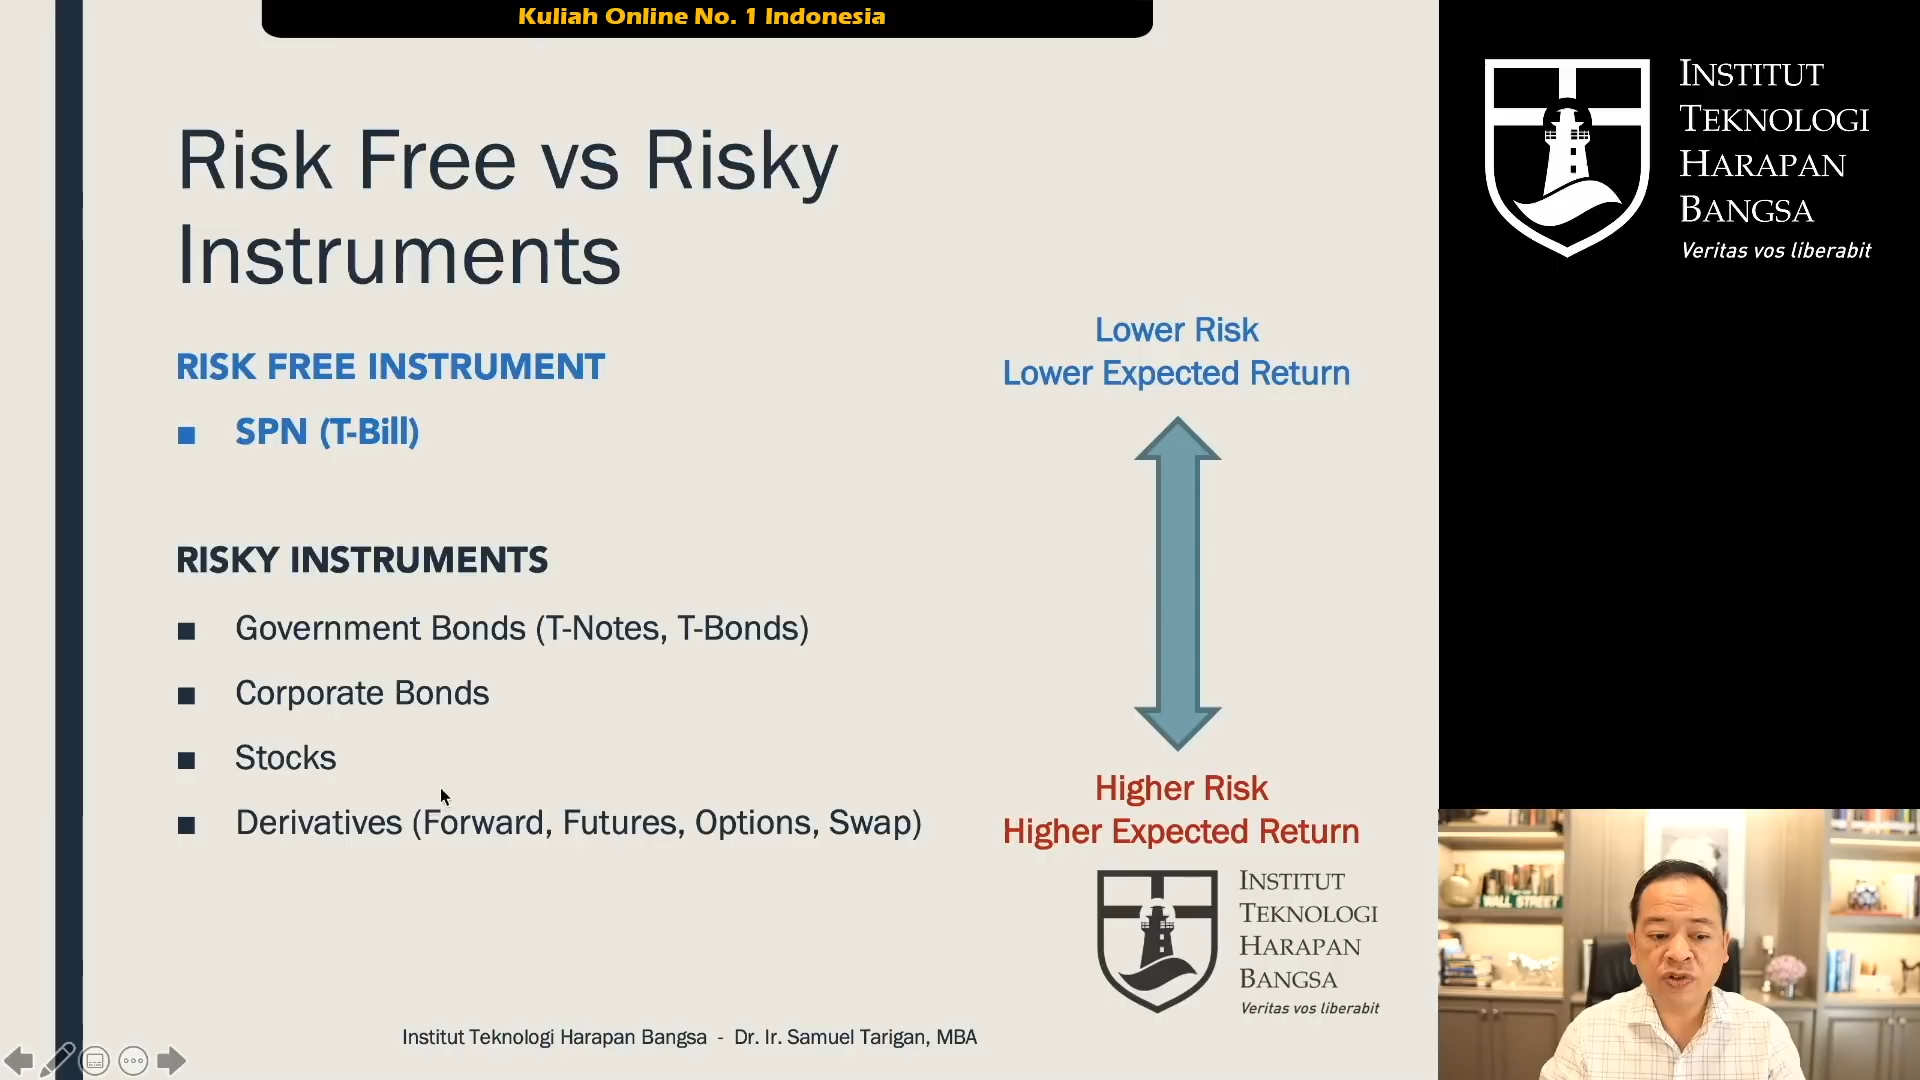 Kuliah Online No. 1 Indonesia
Risk Free vs Risky
Instruments
RISK FREE INSTRUMENT
SPN (T-Bill)
RISKY INSTRUMENTS
Government Bonds (T-Notes, T-Bonds)
Corporate Bonds
Stocks
Derivatives (Forward, Futures, Options, Swap)
Lower Risk
Lower Expected Return
Higher Risk
Higher Expected Return
INSTITUT
TEKNOLOGI
HARAPAN
BANGSA
Veritas vos liberabit
Institut Teknologi Harapan Bangsa - Dr. Ir. Samuel Tarigan, MBA
INSTITUT
TEKNOLOGI
HARAPAN
BANGSA
Veritas vos liberabit
WALL STREET